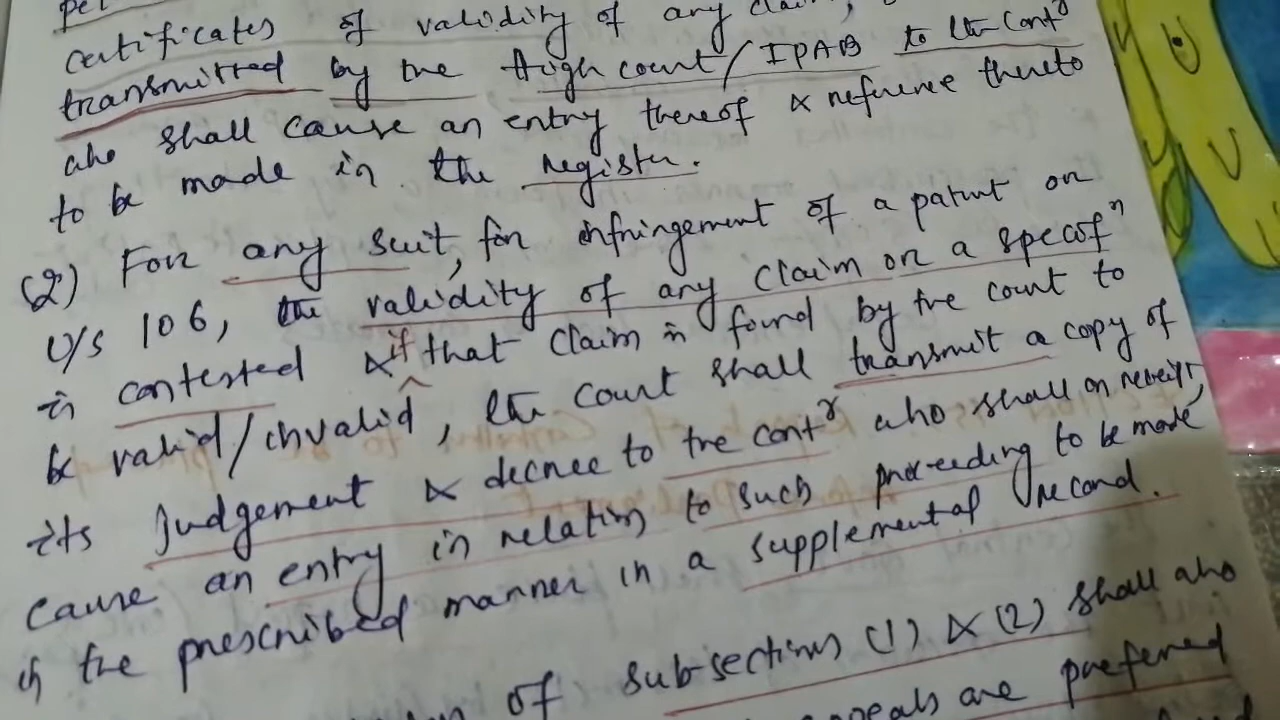 certificates of validity of any claim,
transmitted by the High court / IPAB to the Contr
who shall cause an entry thereof & reference thereto
to be made in the register.
(2) For any suit, for infringement of a patent or
U/s 106, the validity of any claim or a specifn
is contested & if that claim is found by the court to
be valid / invalid, the court shall transmit a copy of
its judgement & decree to the contr who shall on receipt,
cause an entry in relation to such proceeding to be made
in the prescribed manner in a supplemental record.
of sub-sections (1) & (2) shall also
appeals are preferred